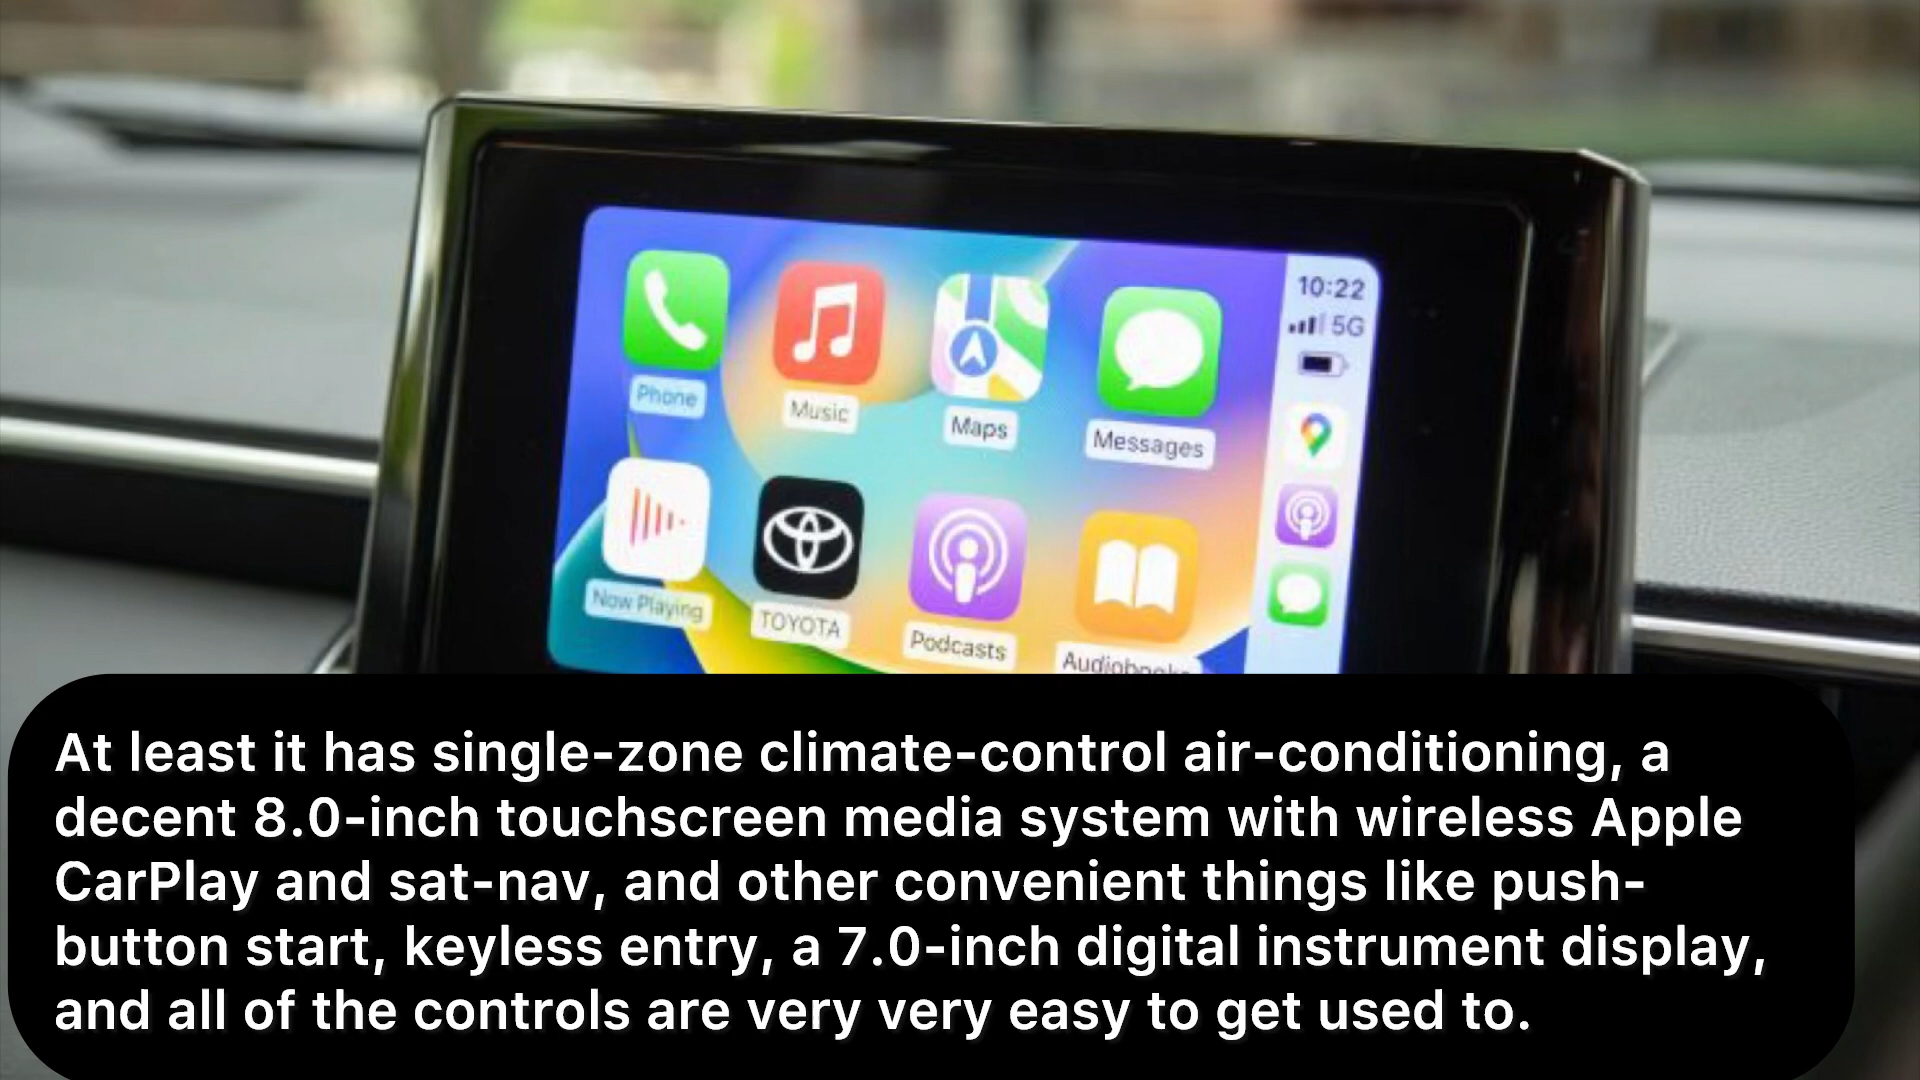 10:22
5G
Phone
Music
Maps
Messages
Now Playing
TOYOTA
Podcasts
Audiobooks
At least it has single-zone climate-control air-conditioning, a
decent 8.0-inch touchscreen media system with wireless Apple
CarPlay and sat-nav, and other convenient things like push-
button start, keyless entry, a 7.0-inch digital instrument display,
and all of the controls are very very easy to get used to.